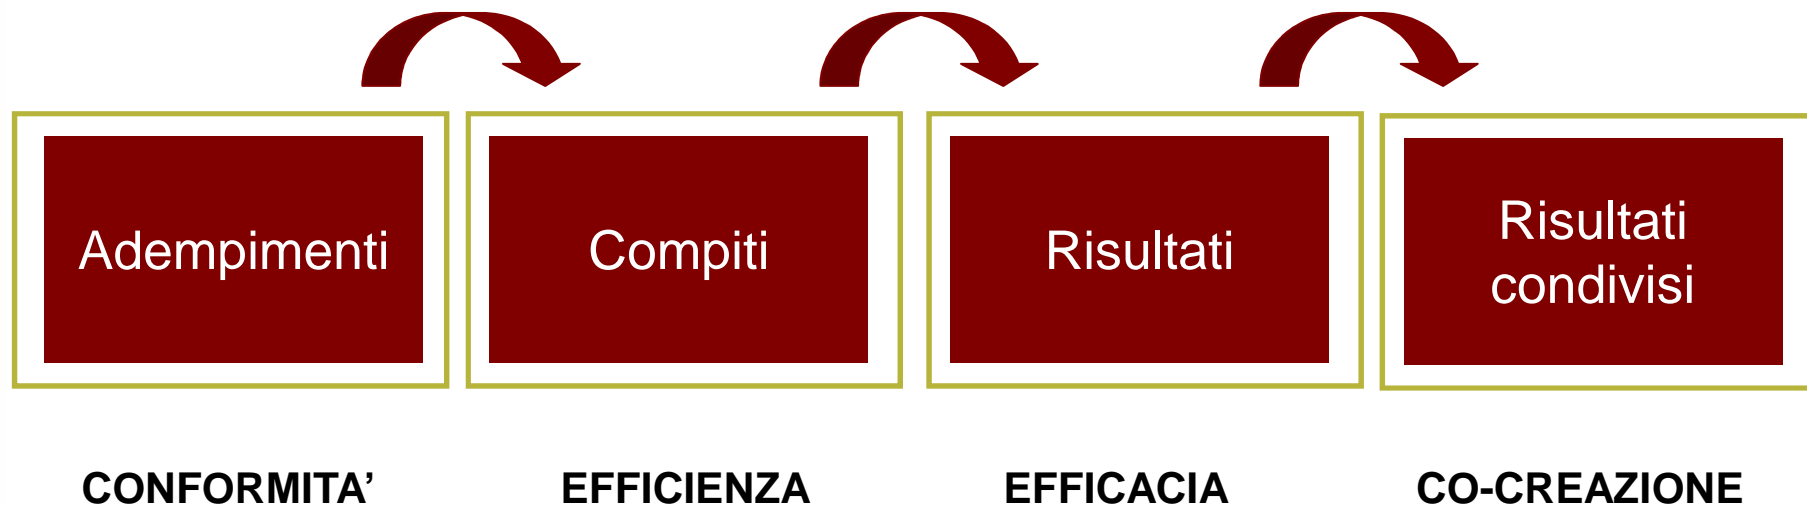 Adempimenti
Compiti
Risultati
Risultati
condivisi
CONFORMITA’
EFFICIENZA
EFFICACIA
CO-CREAZIONE